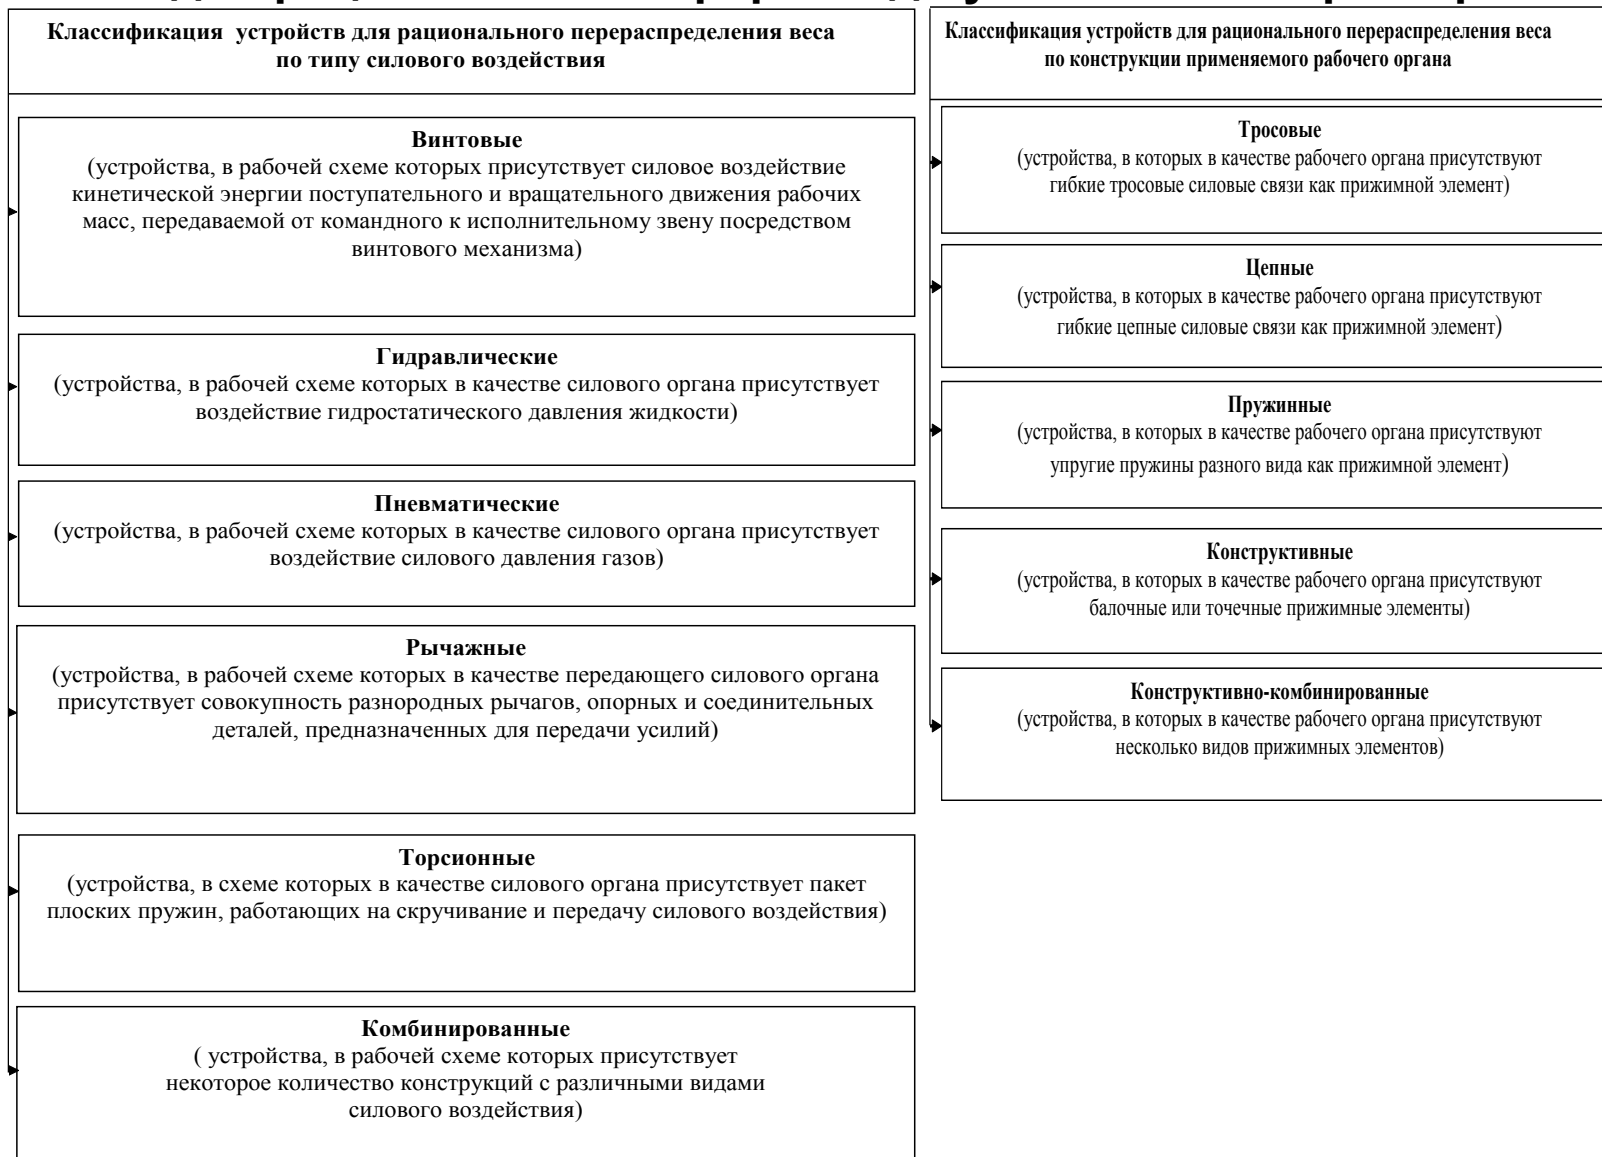 Классификация устройств для рационального перераспределения веса
по типу силового воздействия
Винтовые
(устройства, в рабочей схеме которых присутствует силовое воздействие
кинетической энергии поступательного и вращательного движения рабочих
масс, передаваемой от командного к исполнительному звену посредством
винтового механизма)
Гидравлические
(устройства, в рабочей схеме которых в качестве силового органа присутствует
воздействие гидростатического давления жидкости)
Пневматические
(устройства, в рабочей схеме которых в качестве силового органа присутствует
воздействие силового давления газов)
Рычажные
(устройства, в рабочей схеме которых в качестве передающего силового органа
присутствует совокупность разнородных рычагов, опорных и соединительных
деталей, предназначенных для передачи усилий)
Торсионные
(устройства, в схеме которых в качестве силового органа присутствует пакет
плоских пружин, работающих на скручивание и передачу силового воздействия)
Комбинированные
( устройства, в рабочей схеме которых присутствует
некоторое количество конструкций с различными видами
силового воздействия)
Классификация устройств для рационального перераспределения веса
по конструкции применяемого рабочего органа
Тросовые
(устройства, в которых в качестве рабочего органа присутствуют
гибкие тросовые силовые связи как прижимной элемент)
Цепные
(устройства, в которых в качестве рабочего органа присутствуют
гибкие цепные силовые связи как прижимной элемент)
Пружинные
(устройства, в которых в качестве рабочего органа присутствуют
упругие пружины разного вида как прижимной элемент)
Конструктивные
(устройства, в которых в качестве рабочего органа присутствуют
балочные или точечные прижимные элементы)
Конструктивно-комбинированные
(устройства, в которых в качестве рабочего органа присутствуют
несколько видов прижимных элементов)